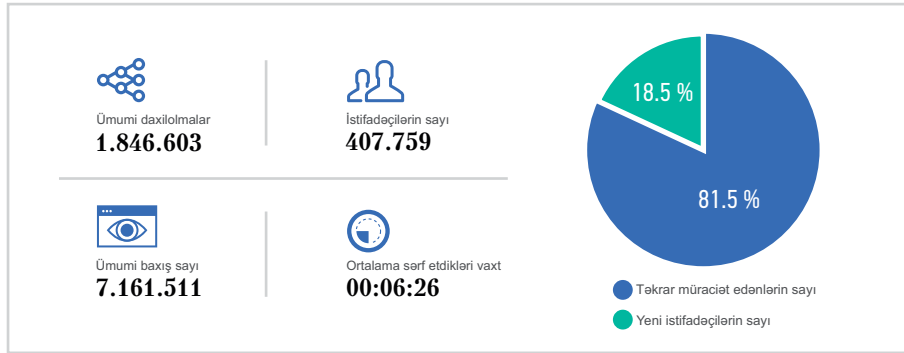 Ümumi daxilolmalar
1.846.603
İstifadəçilərin sayı
407.759
Ümumi baxış sayı
7.161.511
Ortalama sərf etdikləri vaxt
00:06:26
18.5 %
81.5 %
Təkrar müraciət edənlərin sayı
Yeni istifadəçilərin sayı